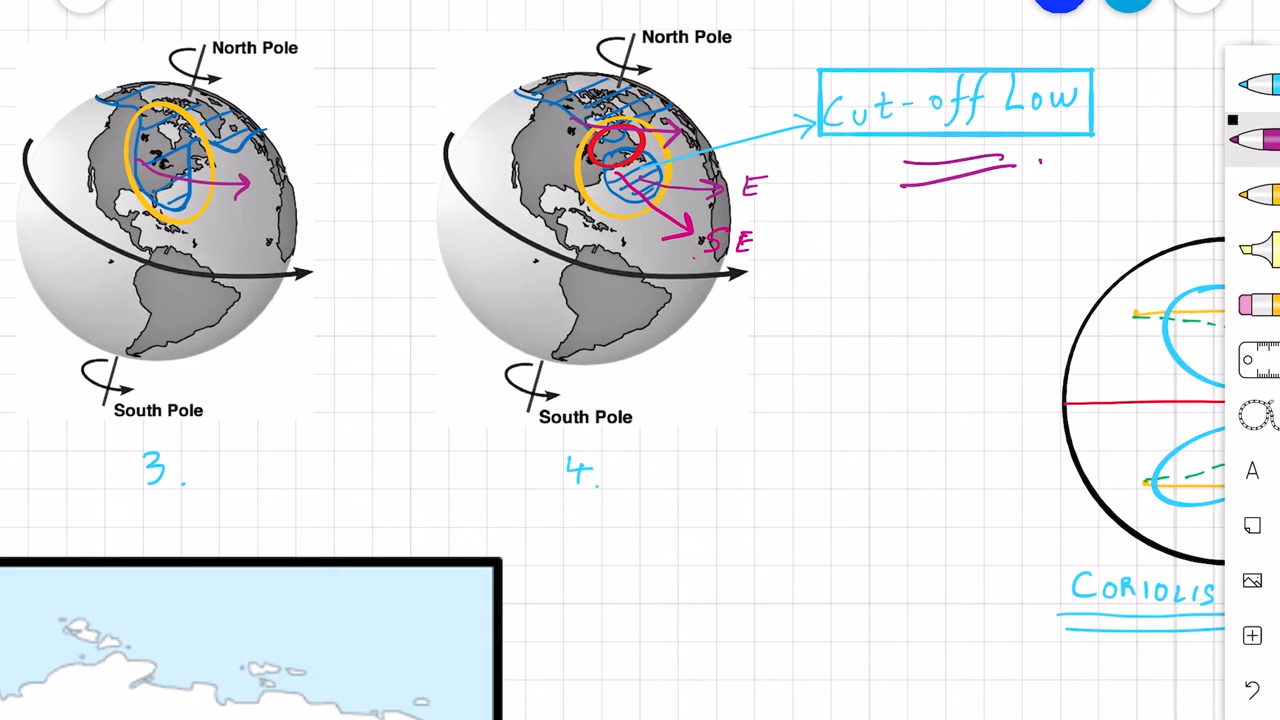 North Pole
North Pole
Cut-off Low
E
SE
South Pole
South Pole
3.
4.
CORIOLIS
A